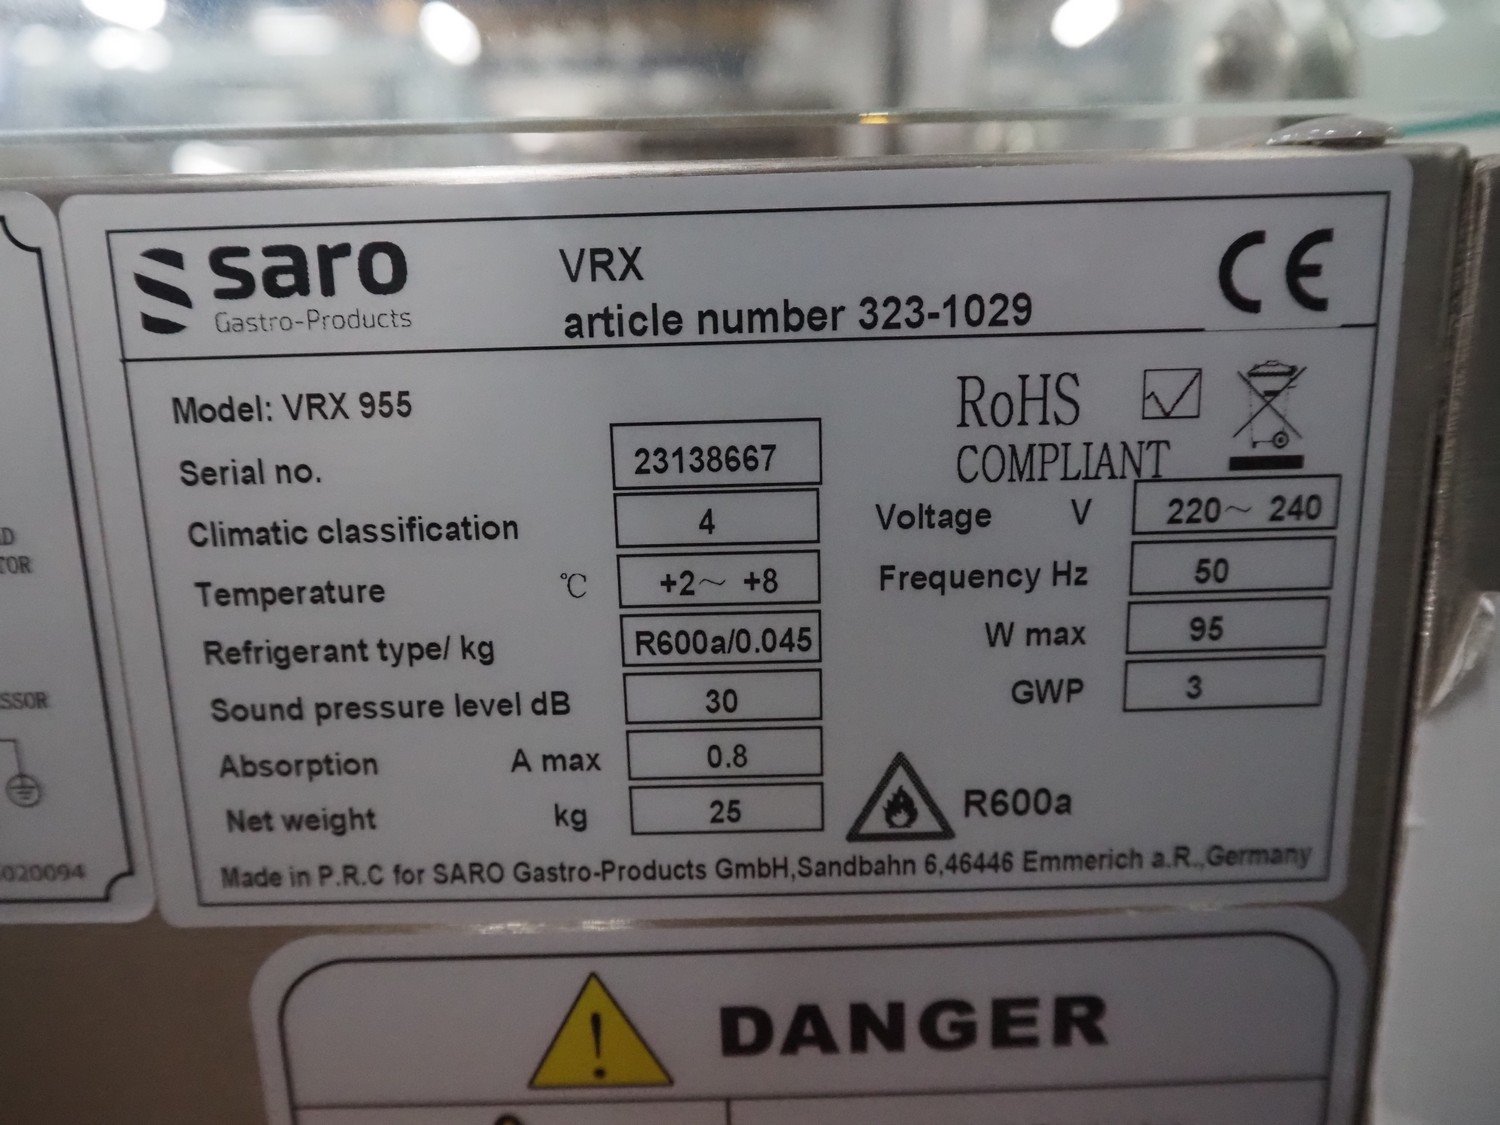 saro
Gastro-Products
VRX
article number 323-1029
CE
Model: VRX 955
RoHS
COMPLIANT
Serial no. 23138667
Climatic classification 4
Temperature °C +2~ +8
Refrigerant type/ kg R600a/0.045
Sound pressure level dB 30
Absorption A max 0.8
Net weight kg 25
Voltage V 220~ 240
Frequency Hz 50
W max 95
GWP 3
R600a
Made in P.R.C for SARO Gastro-Products GmbH,Sandbahn 6,46446 Emmerich a.R.,Germany
TOR
SSOR
020094
DANGER